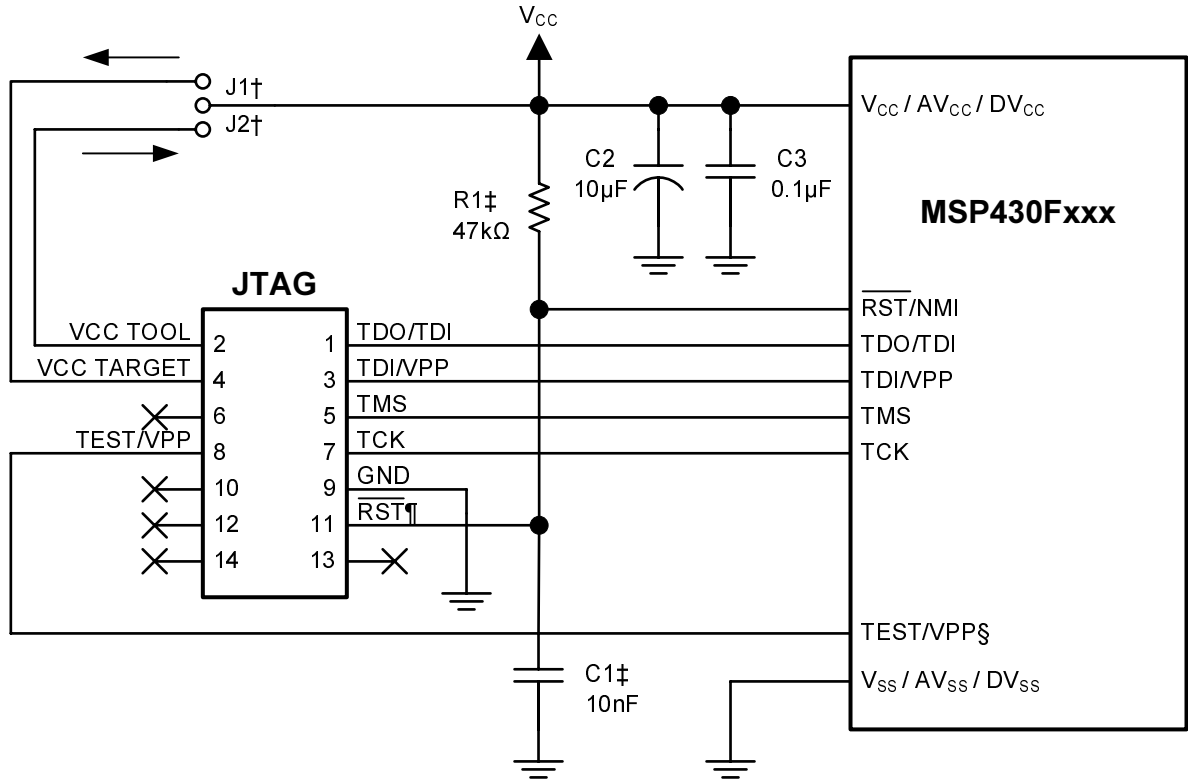 VCC
J1†
J2†
VCC / AVCC / DVCC
C2
10µF
C3
0.1µF
R1‡
47kΩ
MSP430Fxxx
JTAG
RST/NMI
VCC TOOL
2
1
TDO/TDI
TDO/TDI
VCC TARGET
4
3
TDI/VPP
TDI/VPP
6
5
TMS
TMS
TEST/VPP
8
7
TCK
TCK
10
9
GND
12
11
RST¶
14
13
TEST/VPP§
C1‡
10nF
VSS / AVSS / DVSS